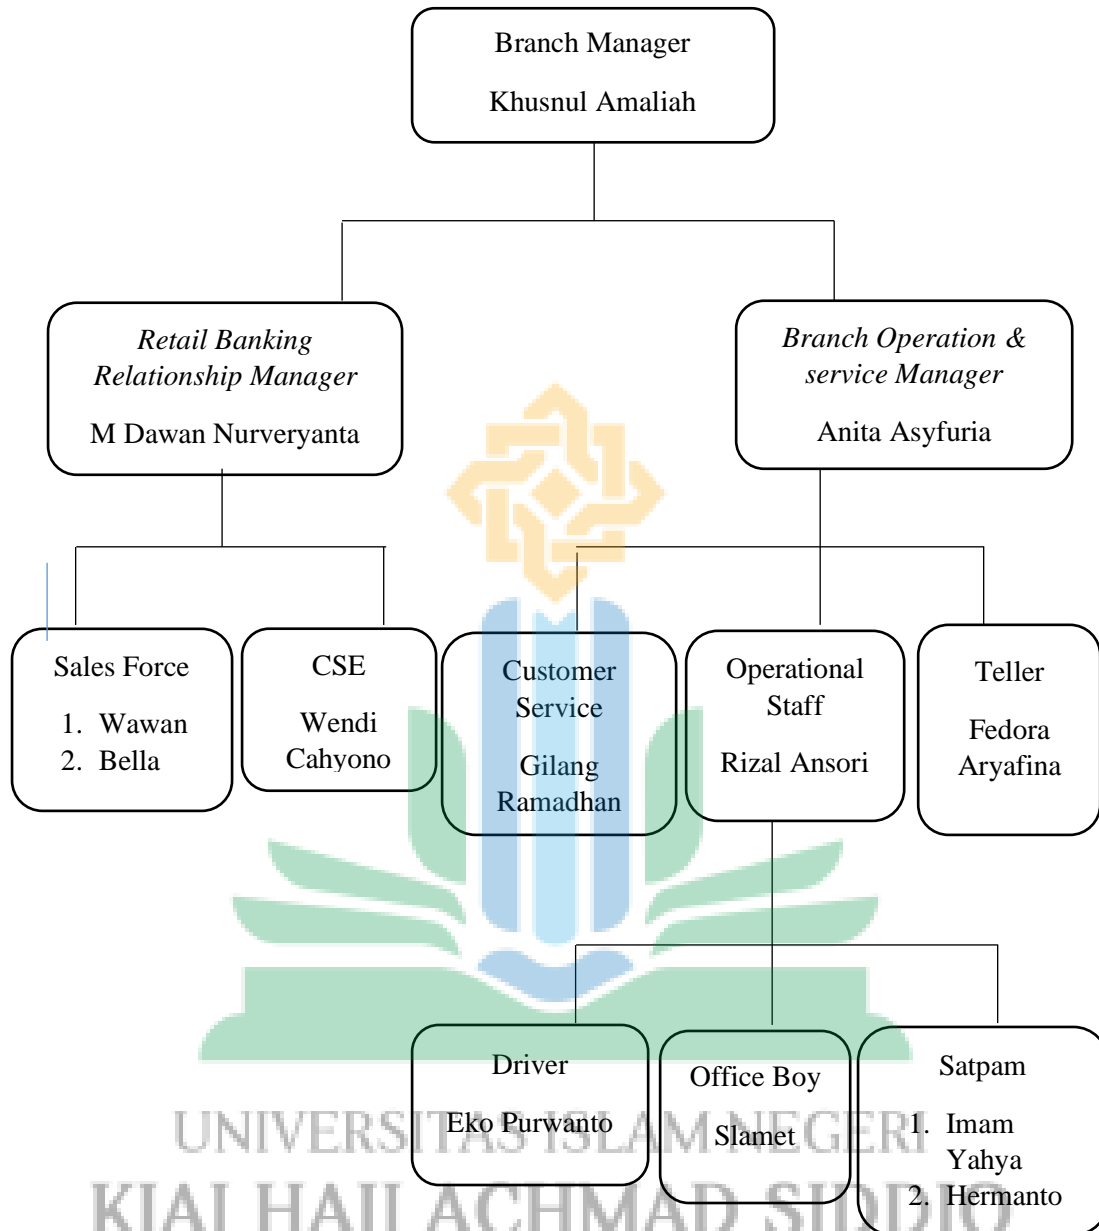 Branch Manager
Khusnul Amaliah
Retail Banking
Relationship Manager
M Dawan Nurveryanta
Branch Operation &
service Manager
Anita Asyfuria
Sales Force
1. Wawan
2. Bella
CSE
Wendi
Cahyono
Customer
Service
Gilang
Ramadhan
Operational
Staff
Rizal Ansori
Teller
Fedora
Aryafina
Driver
Eko Purwanto
Office Boy
Slamet
Satpam
1. Imam
Yahya
2. Hermanto
UNIVERSITAS ISLAM NEGERI
KIAI HAJI ACHMAD SIDDIQ